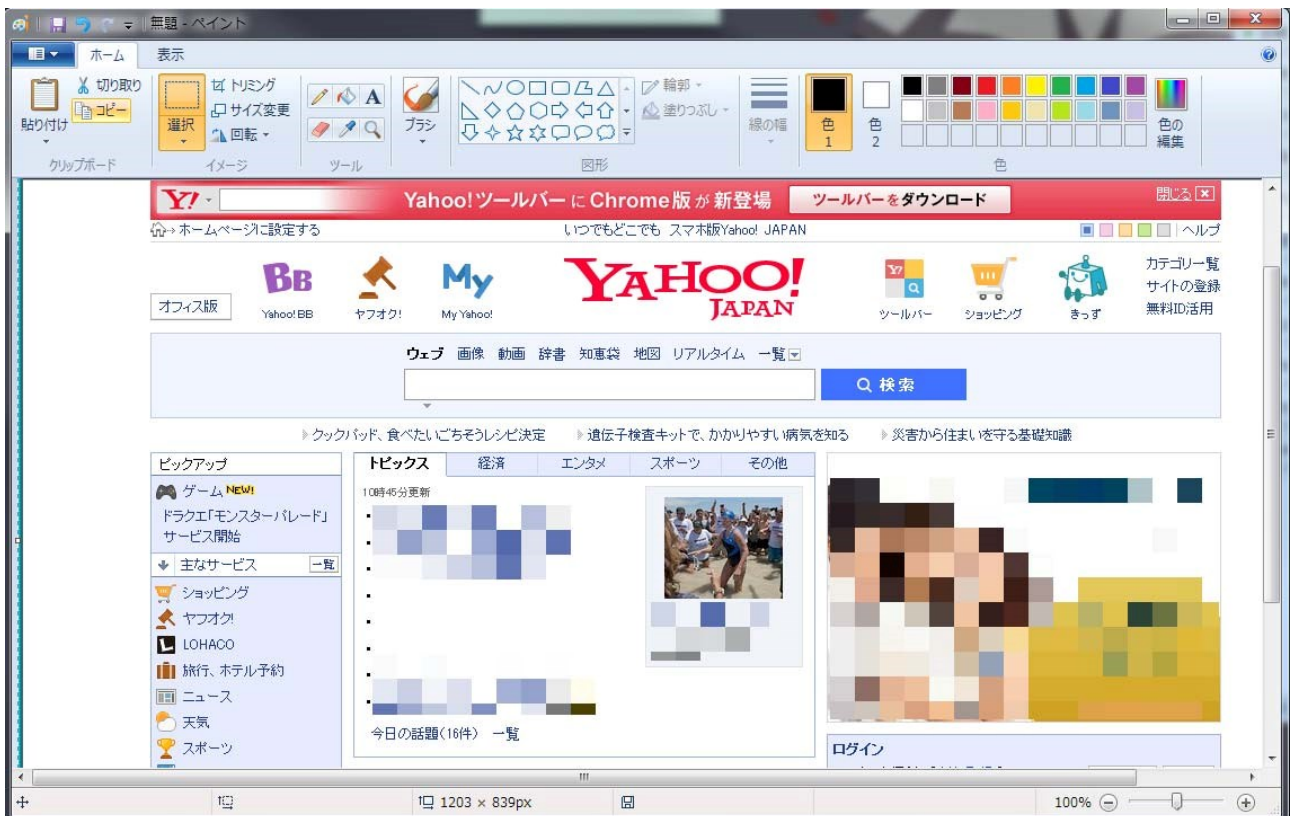 無題 - ペイント
ホーム 表示
貼り付け
切り取り
コピー
クリップボード
選択
トリミング
サイズ変更
回転
イメージ
A
ツール
ブラシ
輪郭
塗りつぶし
図形
線の幅
色
1
色
2
色の
編集
色
Y!
Yahoo!ツールバー に Chrome版 が 新登場 ツールバーをダウンロード 閉じる
ホームページに設定する いつでもどこでも スマホ版Yahoo! JAPAN ヘルプ
オフィス版
BB
Yahoo! BB
ヤフオク!
My
My Yahoo!
YAHOO!
JAPAN
Y!
ツールバー
ショッピング
きっず
カテゴリ一覧
サイトの登録
無料ID活用
ウェブ 画像 動画 辞書 知恵袋 地図 リアルタイム 一覧
検索
クックパッド、食べたいごちそうレシピ決定 遺伝子検査キットで、かかりやすい病気を知る 災害から住まいを守る基礎知識
ピックアップ
ゲーム NEW!
ドラクエ「モンスターパレード」
サービス開始
主なサービス 一覧
ショッピング
ヤフオク!
L LOHACO
旅行、ホテル予約
ニュース
天気
スポーツ
トピックス 経済 エンタメ スポーツ その他
10時45分更新
今日の話題(16件) 一覧
ログイン
1203 × 839px 100%